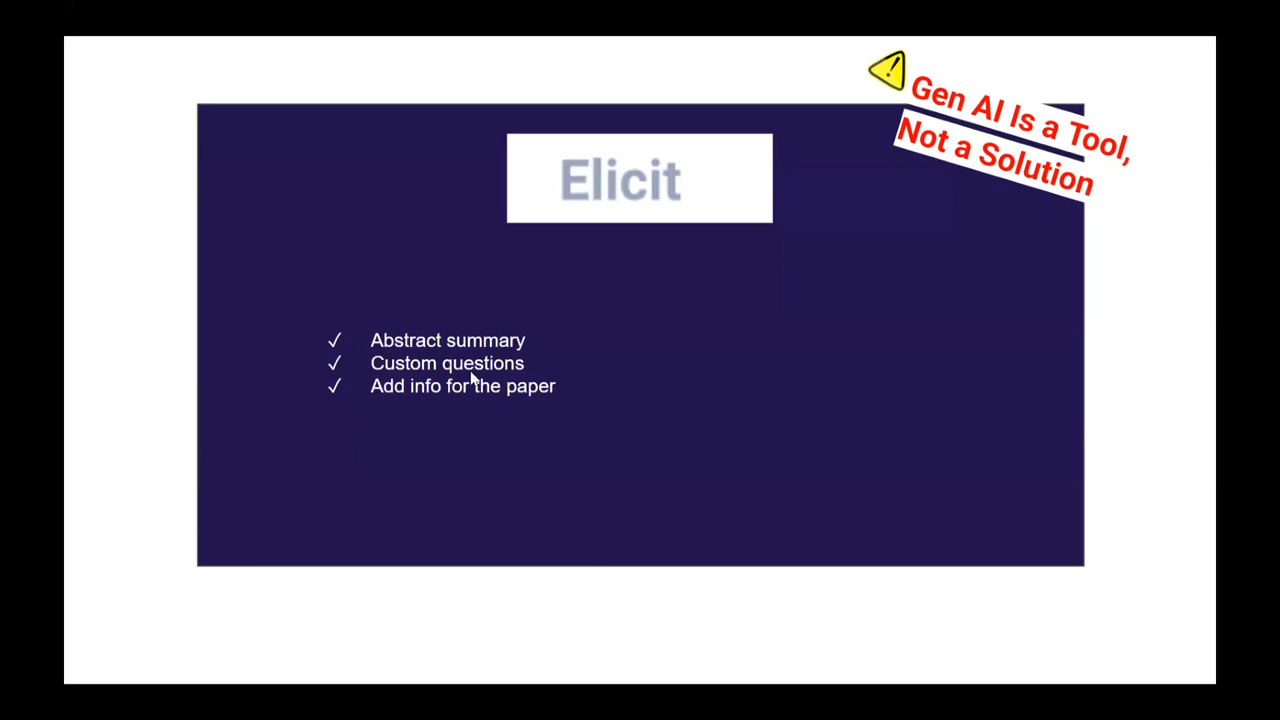 Gen AI Is a Tool,
Not a Solution
Elicit
✓ Abstract summary
✓ Custom questions
✓ Add info for the paper